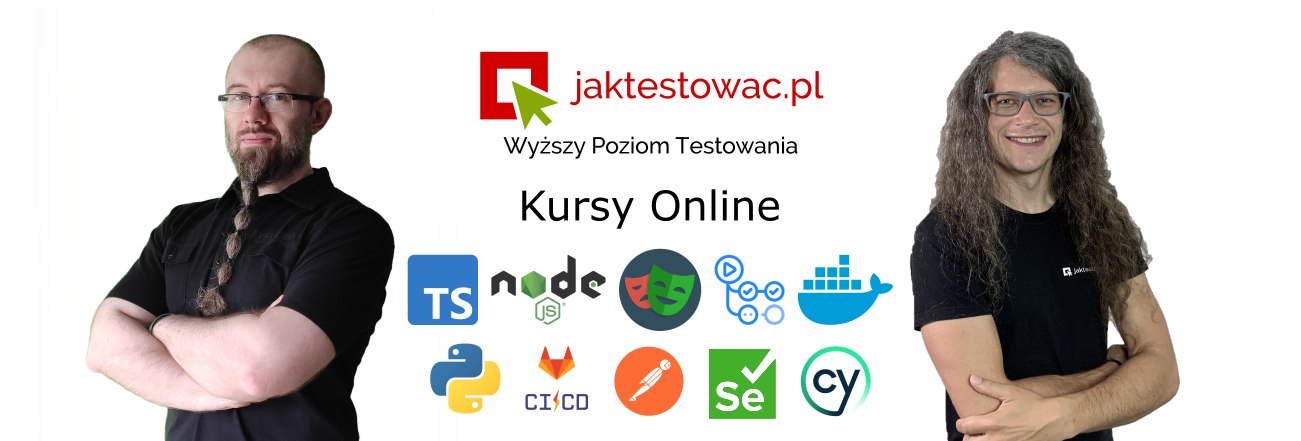 jaktestowac.pl
Wyższy Poziom Testowania
Kursy Online
TS
node
JS
CI/CD
Se
cy